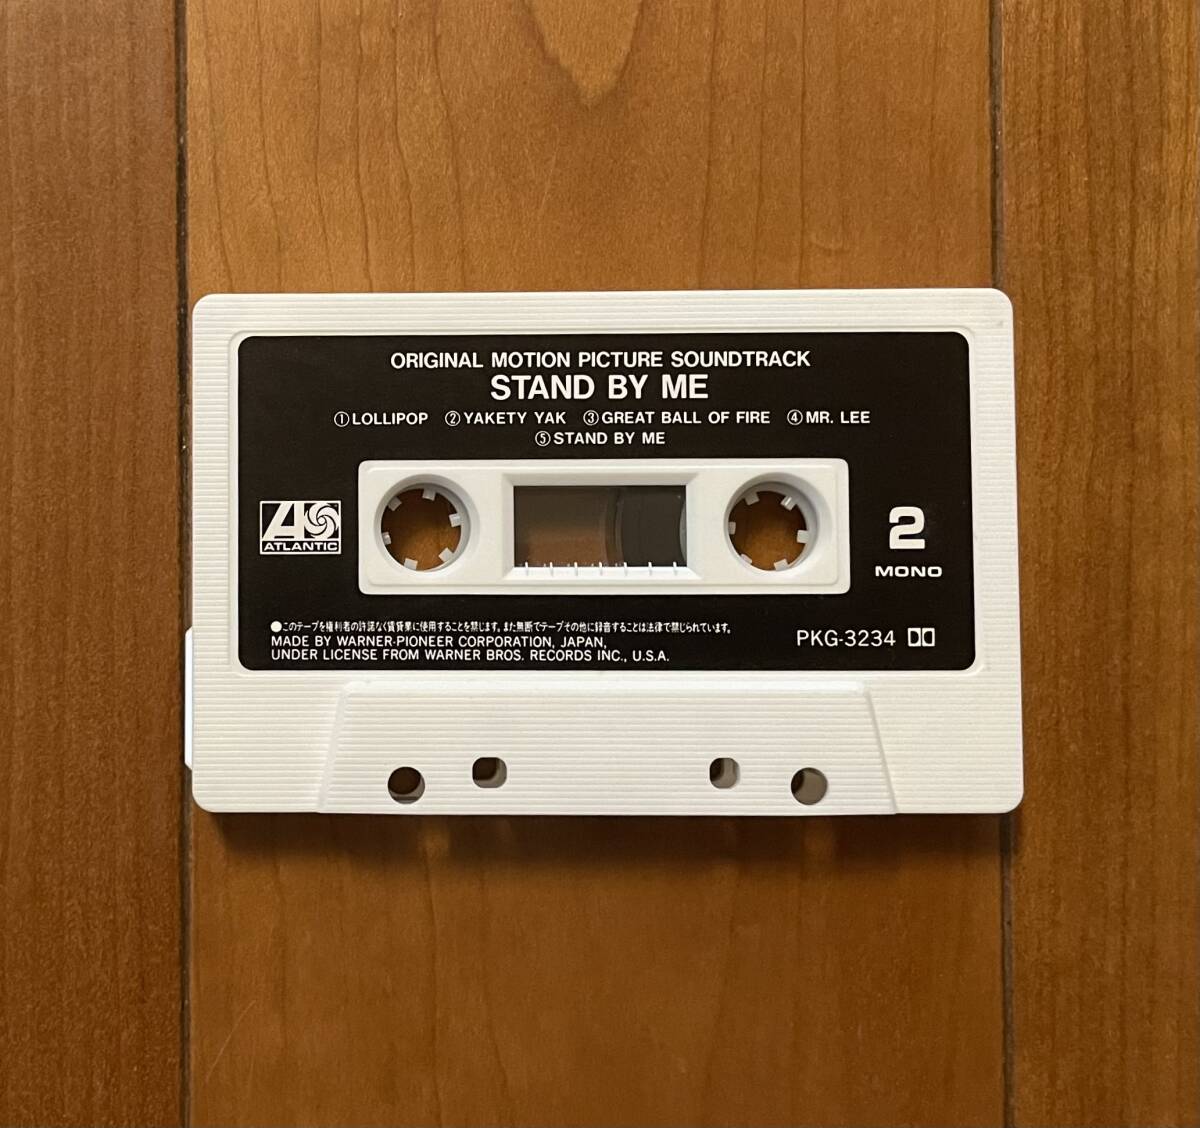 ORIGINAL MOTION PICTURE SOUNDTRACK
STAND BY ME
①LOLLIPOP ②YAKETY YAK ③GREAT BALL OF FIRE ④MR. LEE
⑤STAND BY ME
ATLANTIC
2
MONO
●このテープを権利者の許諾なく賃貸業に使用することを禁じます。また無断でテープその他に録音することは法律で禁じられています。
MADE BY WARNER-PIONEER CORPORATION, JAPAN,
UNDER LICENSE FROM WARNER BROS. RECORDS INC., U.S.A.
PKG-3234